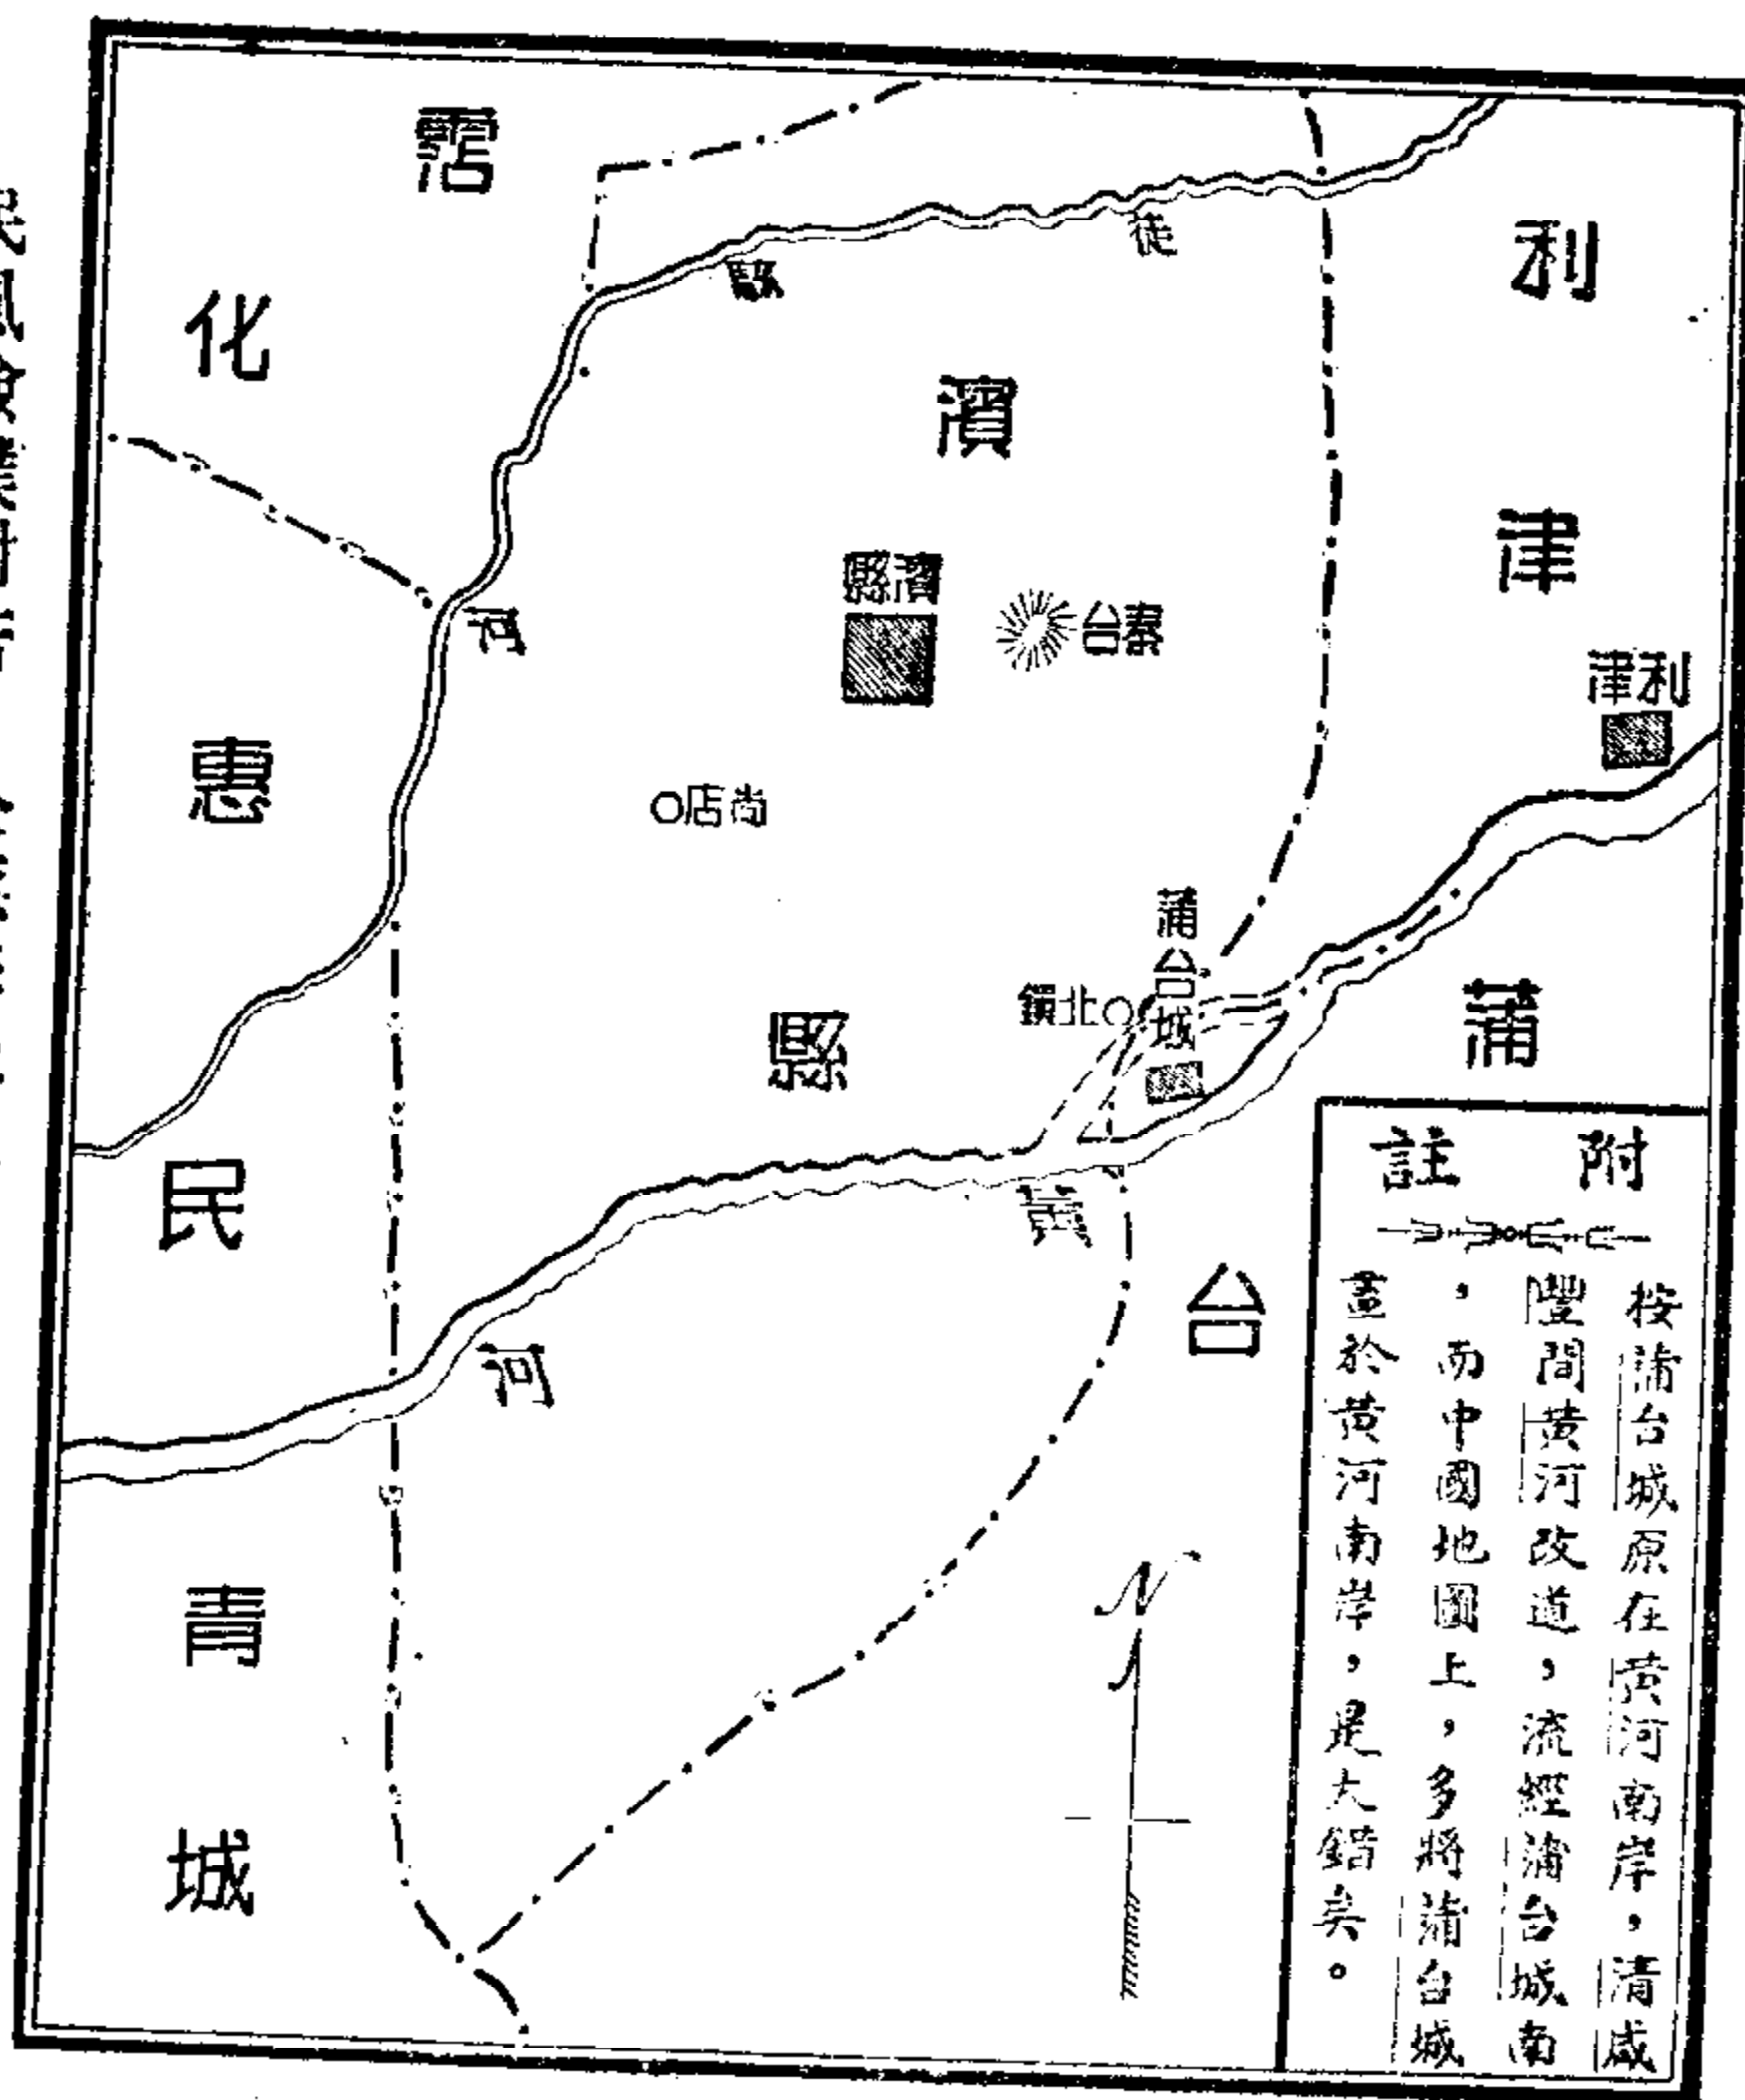 霑
化
利
津
濱
縣
惠
民
青
城
蒲
台
徒
駭
河
濱縣
秦台
利津
尚店
蒲台城
北鎮
黃
河
N
附註
按蒲台城原在黃河南岸，清咸
豐間黃河改道，流經蒲台城南
，而中國地圖上，多將蒲台城
畫於黃河南岸，是大錯矣。